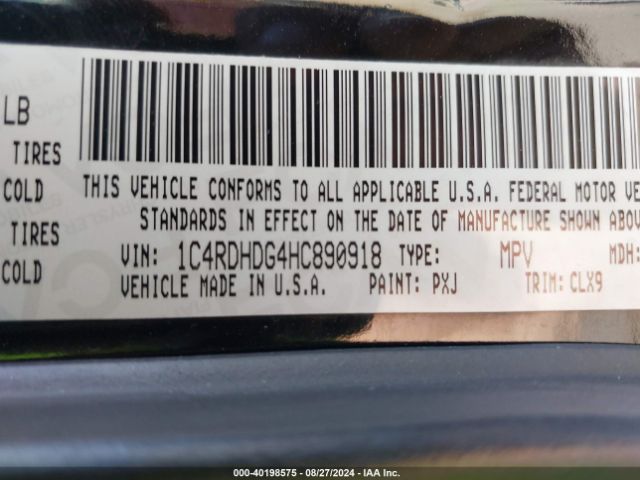 LB
TIRES
COLD
TIRES
COLD
THIS VEHICLE CONFORMS TO ALL APPLICABLE U.S.A. FEDERAL MOTOR VE
STANDARDS IN EFFECT ON THE DATE OF MANUFACTURE SHOWN ABOV
VIN: 1C4RDHDG4HC890918 TYPE: MPV
VEHICLE MADE IN U.S.A. PAINT: PXJ TRIM: CLX9
000-40198575 - 08/27/2024 - IAA Inc.